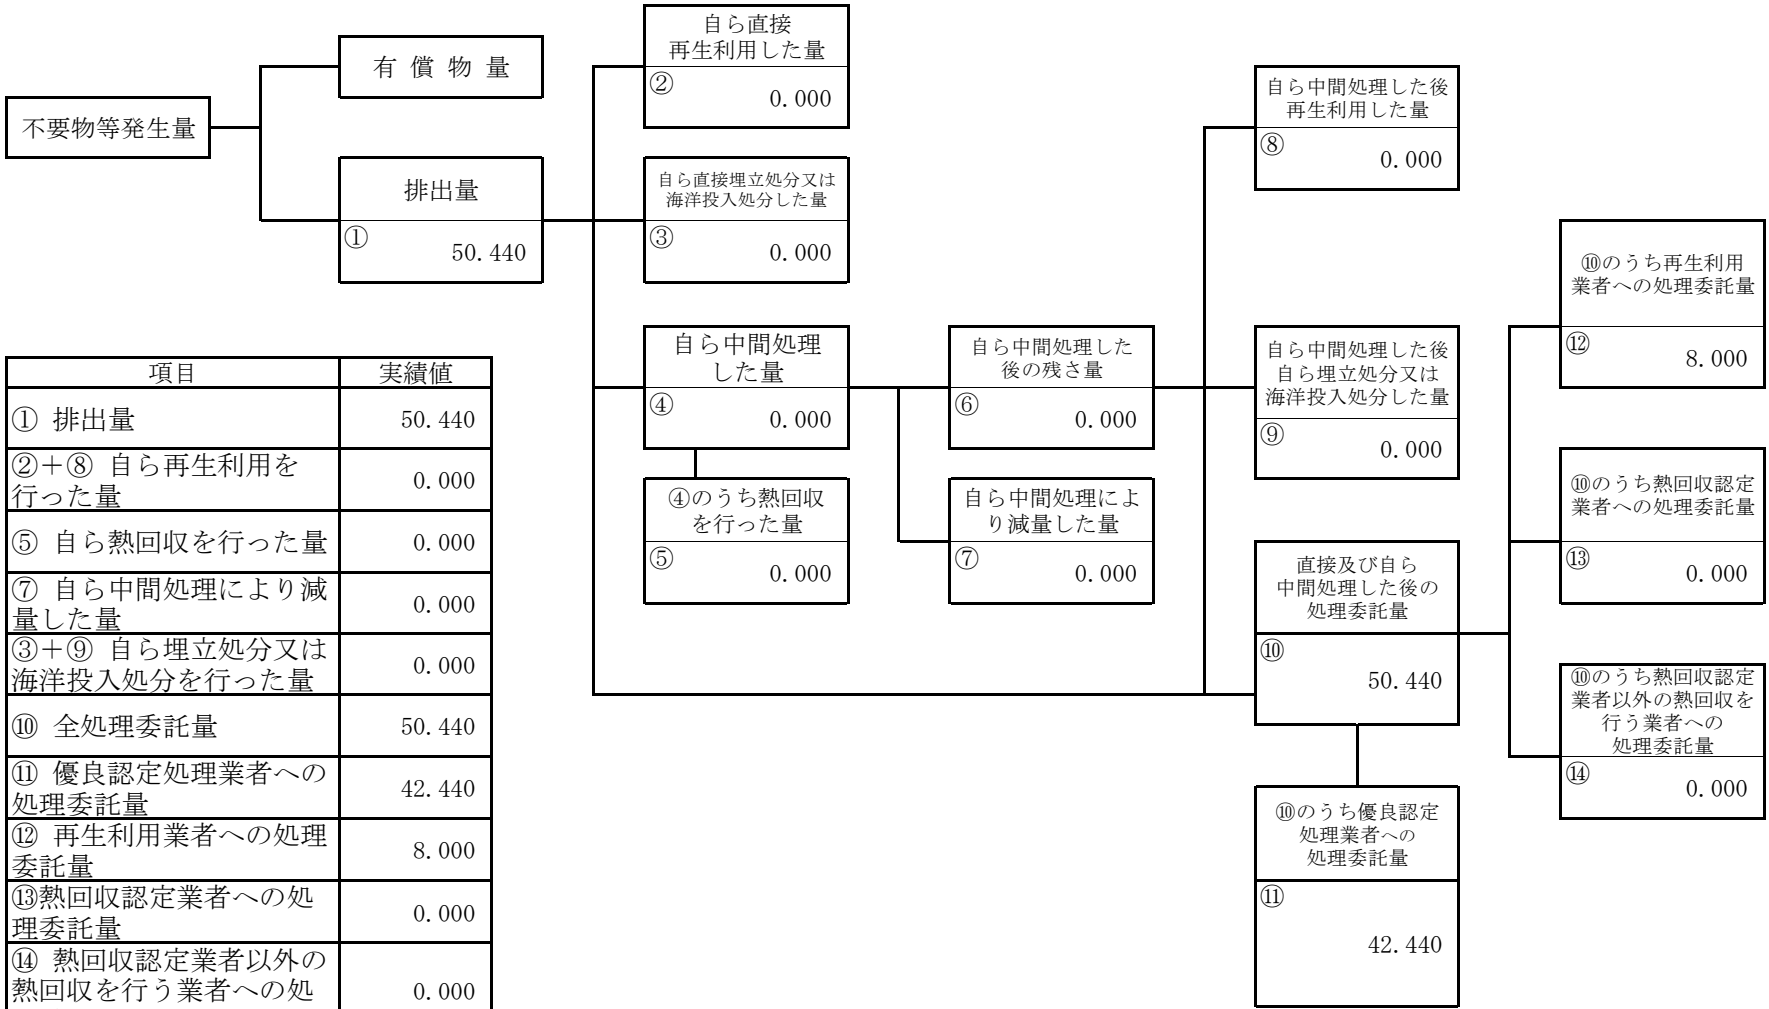 不要物等発生量
有 償 物 量
排出量
① 50.440
自ら直接
再生利用した量
② 0.000
自ら直接埋立処分又は
海洋投入処分した量
③ 0.000
自ら中間処理
した量
④ 0.000
④のうち熱回収
を行った量
⑤ 0.000
自ら中間処理した
後の残さ量
⑥ 0.000
自ら中間処理によ
り減量した量
⑦ 0.000
自ら中間処理した後
再生利用した量
⑧ 0.000
自ら中間処理した後
自ら埋立処分又は
海洋投入処分した量
⑨ 0.000
直接及び自ら
中間処理した後の
処理委託量
⑩ 50.440
⑩のうち優良認定
処理業者への
処理委託量
⑪ 42.440
⑩のうち再生利用
業者への処理委託量
⑫ 8.000
⑩のうち熱回収認定
業者への処理委託量
⑬ 0.000
⑩のうち熱回収認定
業者以外の熱回収を
行う業者への
処理委託量
⑭ 0.000
項目 実績値
① 排出量 50.440
②＋⑧ 自ら再生利用を
行った量 0.000
⑤ 自ら熱回収を行った量 0.000
⑦ 自ら中間処理により減
量した量 0.000
③＋⑨ 自ら埋立処分又は
海洋投入処分を行った量 0.000
⑩ 全処理委託量 50.440
⑪ 優良認定処理業者への
処理委託量 42.440
⑫ 再生利用業者への処理
委託量 8.000
⑬熱回収認定業者への処
理委託量 0.000
⑭ 熱回収認定業者以外の
熱回収を行う業者への処 0.000